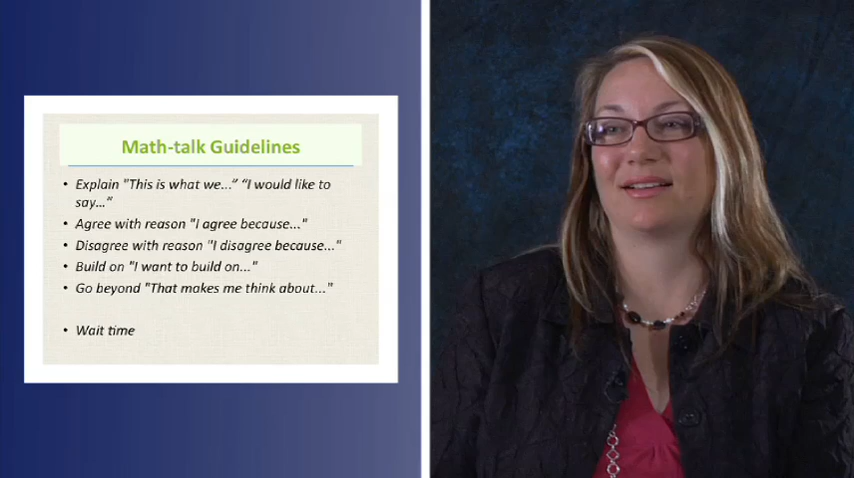 Math-talk Guidelines
• Explain "This is what we..." "I would like to
say..."
• Agree with reason "I agree because..."
• Disagree with reason "I disagree because..."
• Build on "I want to build on..."
• Go beyond "That makes me think about..."
• Wait time